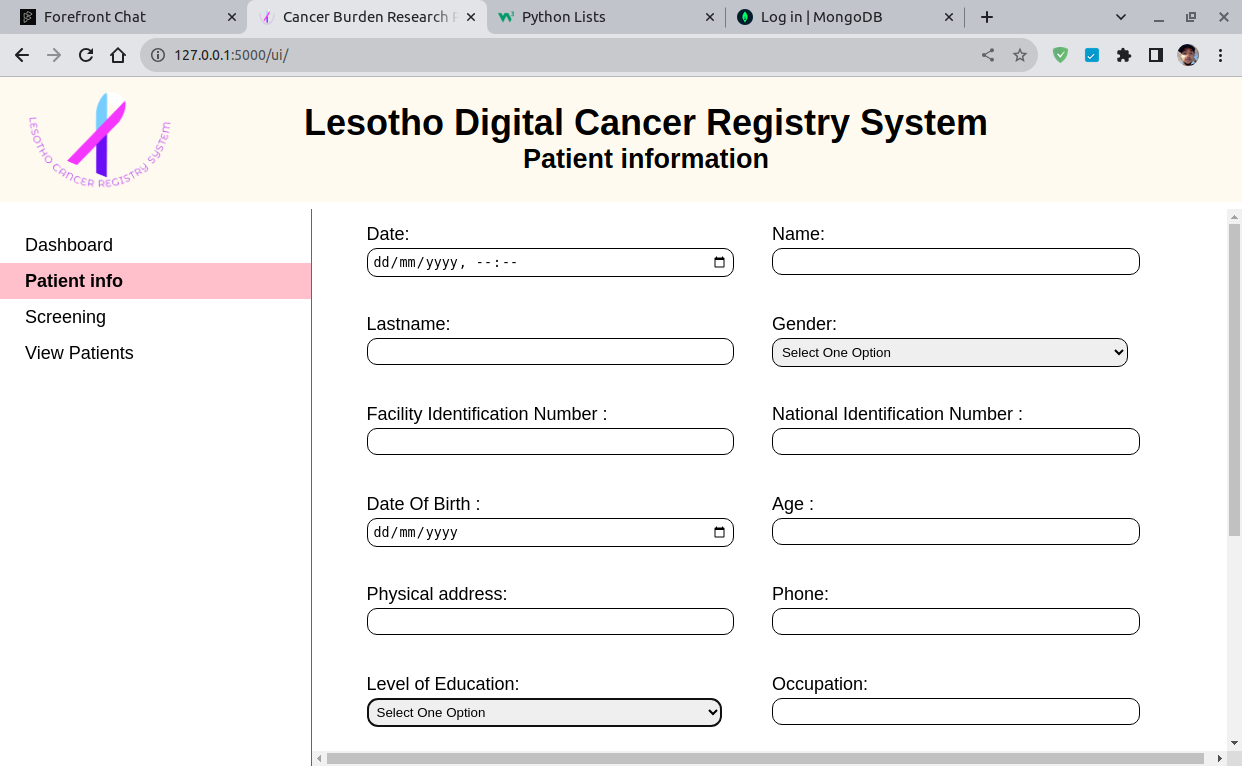 Forefront Chat
Cancer Burden Research
Python Lists
Log in | MongoDB
127.0.0.1:5000/ui/
LESOTHO CANCER REGISTRY SYSTEM
Lesotho Digital Cancer Registry System
Patient information
Dashboard
Patient info
Screening
View Patients
Date:
Name:
dd/mm/yyyy, --:--
Lastname:
Gender:
Select One Option
Facility Identification Number :
National Identification Number :
Date Of Birth :
Age :
dd/mm/yyyy
Physical address:
Phone:
Level of Education:
Occupation:
Select One Option